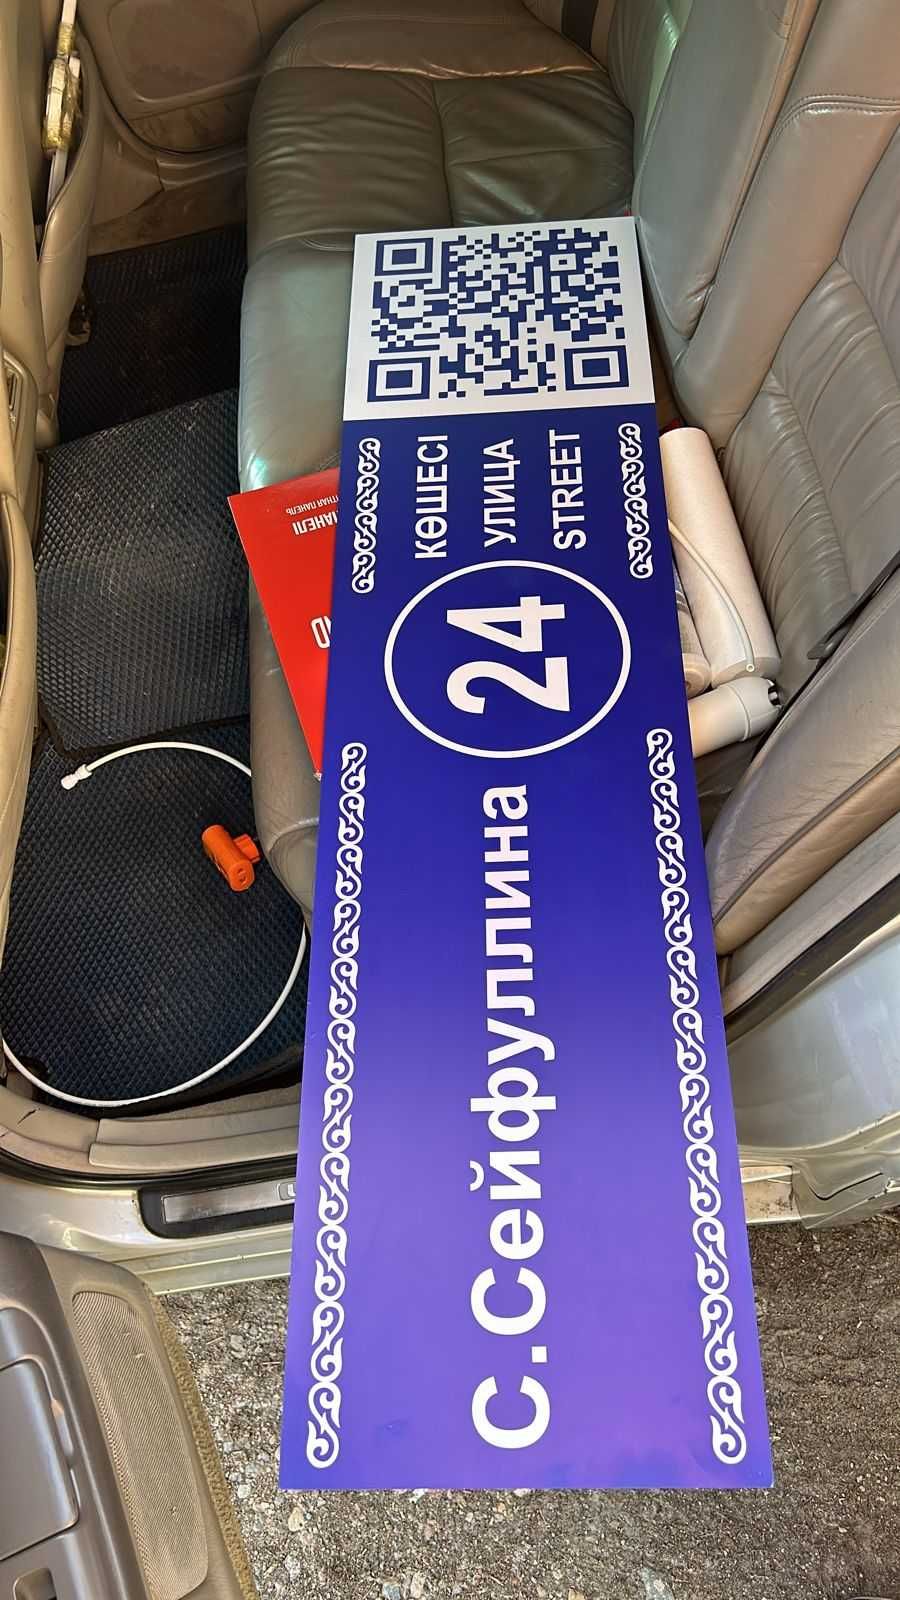 С.Сейфуллина
24
КӨШЕСІ
УЛИЦА
STREET